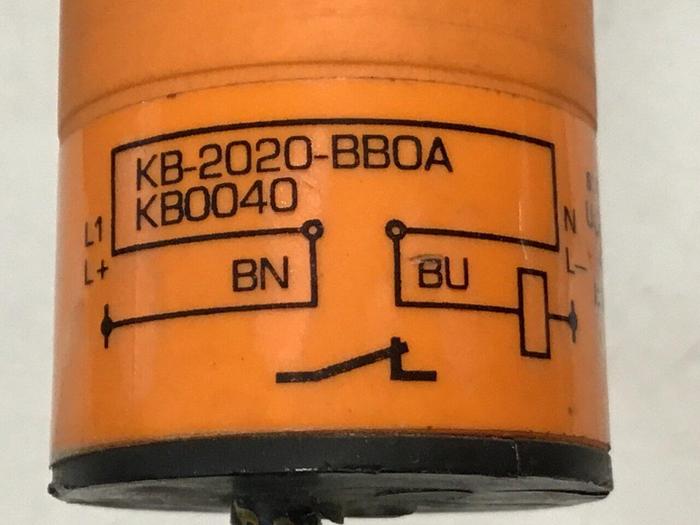 KB-2020-BBOA
KB0040
L1 N
L+ BN BU L–